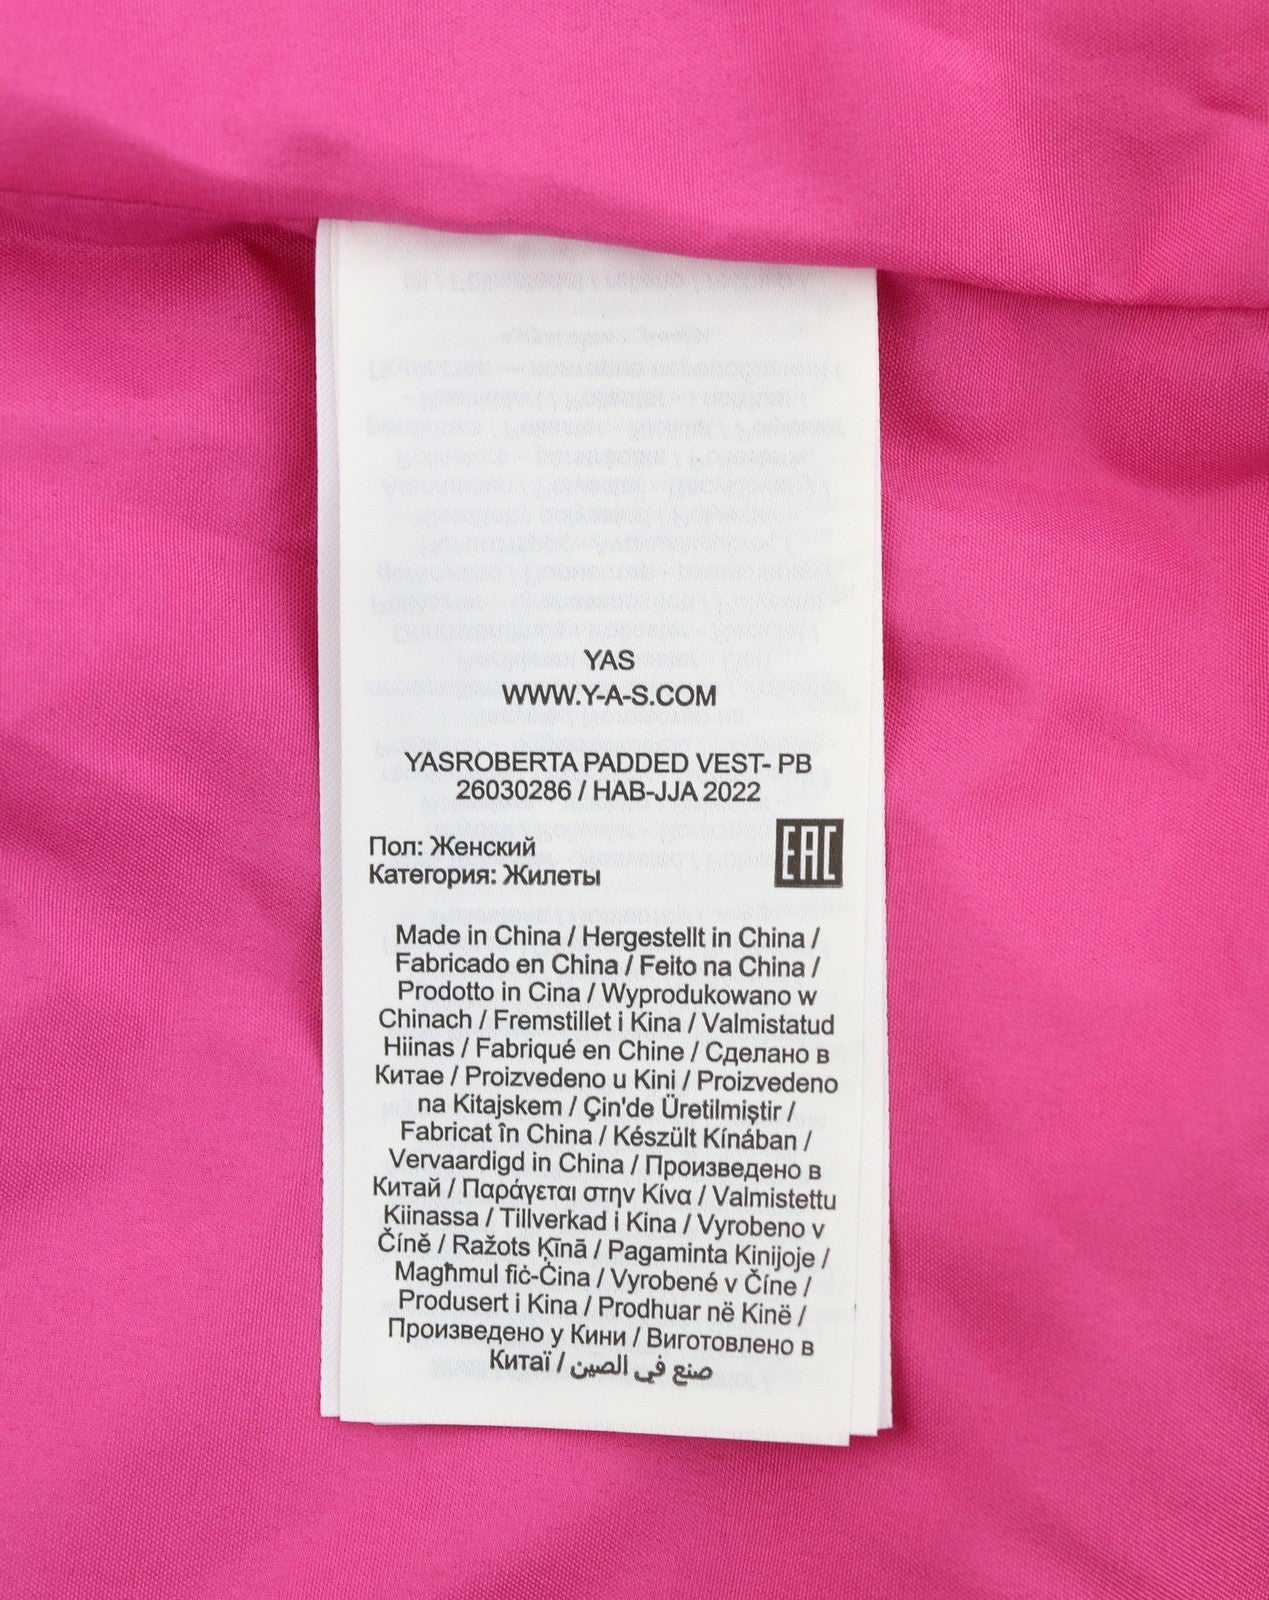 YAS
WWW.Y-A-S.COM
YASROBERTA PADDED VEST- PB
26030286 / HAB-JJA 2022
Пол: Женский
Категория: Жилеты
EAC
Made in China / Hergestellt in China /
Fabricado en China / Feito na China /
Prodotto in Cina / Wyprodukowano w
Chinach / Fremstillet i Kina / Valmistatud
Hiinas / Fabriqué en Chine / Сделано в
Китае / Proizvedeno u Kini / Proizvedeno
na Kitajskem / Çin'de Üretilmiştir /
Fabricat în China / Készült Kínában /
Vervaardigd in China / Произведено в
Китай / Παράγεται στην Κίνα / Valmistettu
Kiinassa / Tillverkad i Kina / Vyrobeno v
Číně / Ražots Ķīnā / Pagaminta Kinijoje /
Magħmul fiċ-Ċina / Vyrobené v Číne /
Produsert i Kina / Prodhuar në Kinë /
Произведено у Кини / Виготовлено в
Китаї / صنع في الصين